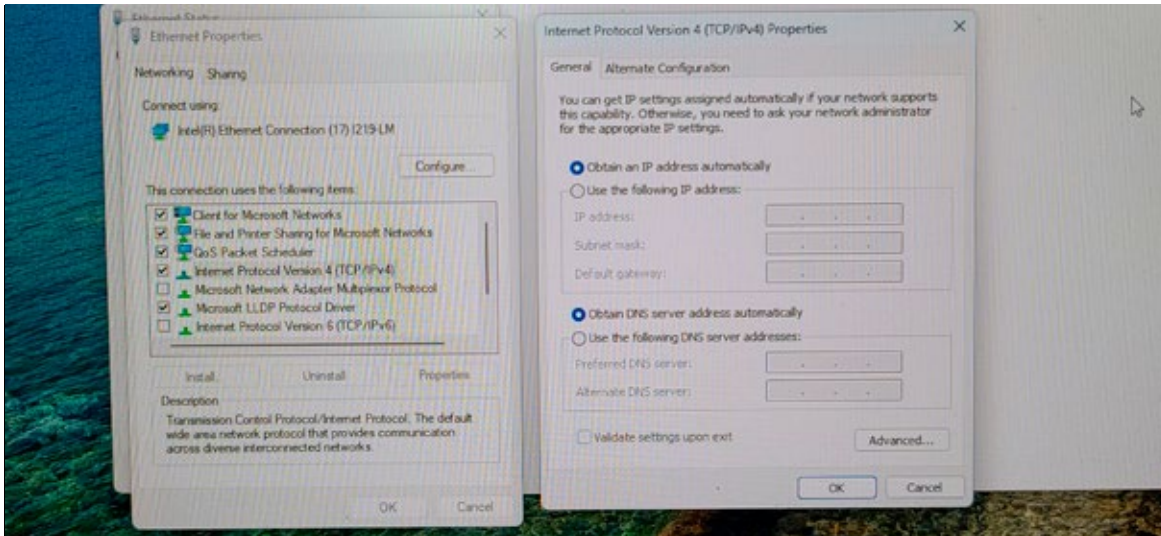 Ethernet Status
Ethernet Properties
Networking Sharing
Connect using:
Intel(R) Ethernet Connection (17) I219-LM
Configure...
This connection uses the following items:
Client for Microsoft Networks
File and Printer Sharing for Microsoft Networks
QoS Packet Scheduler
Internet Protocol Version 4 (TCP/IPv4)
Microsoft Network Adapter Multiplexor Protocol
Microsoft LLDP Protocol Driver
Internet Protocol Version 6 (TCP/IPv6)
Install... Uninstall Properties
Description
Transmission Control Protocol/Internet Protocol. The default
wide area network protocol that provides communication
across diverse interconnected networks.
OK Cancel
Internet Protocol Version 4 (TCP/IPv4) Properties
General Alternate Configuration
You can get IP settings assigned automatically if your network supports
this capability. Otherwise, you need to ask your network administrator
for the appropriate IP settings.
Obtain an IP address automatically
Use the following IP address:
IP address:
Subnet mask:
Default gateway:
Obtain DNS server address automatically
Use the following DNS server addresses:
Preferred DNS server:
Alternate DNS server:
Validate settings upon exit
Advanced...
OK Cancel